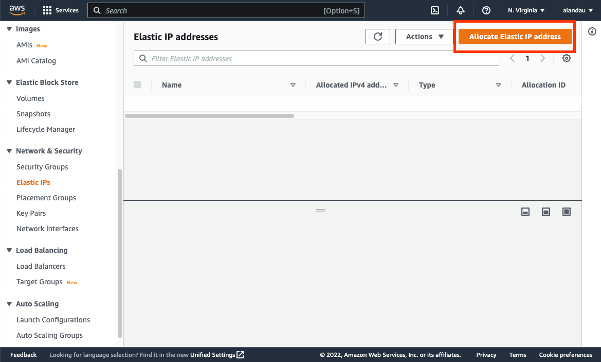 aws
Services
Search
[Option+S]
N. Virginia
alandau
Images
AMIs New
AMI Catalog
Elastic Block Store
Volumes
Snapshots
Lifecycle Manager
Network & Security
Security Groups
Elastic IPs
Placement Groups
Key Pairs
Network Interfaces
Load Balancing
Load Balancers
Target Groups New
Auto Scaling
Launch Configurations
Auto Scaling Groups
Elastic IP addresses
Actions
Allocate Elastic IP address
Filter Elastic IP addresses
1
Name
Allocated IPv4 add...
Type
Allocation ID
Feedback
Looking for language selection? Find it in the new Unified Settings
© 2022, Amazon Web Services, Inc. or its affiliates.
Privacy
Terms
Cookie preferences